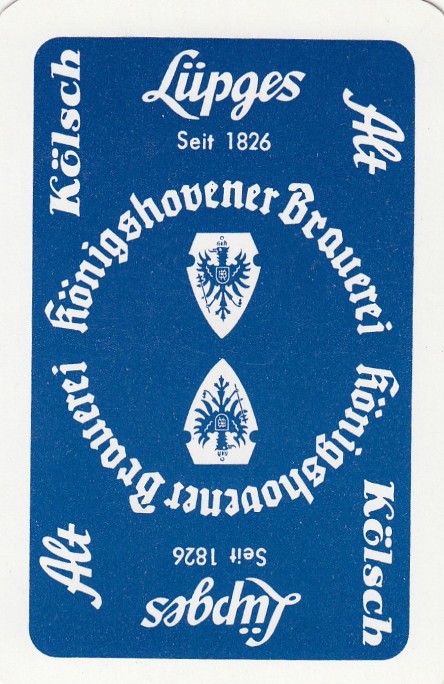 Lüpges
Seit 1826
Kölsch
Alt
Königshovener Brauerei
Königshovener Brauerei
Alt
Kölsch
Seit 1826
Lüpges